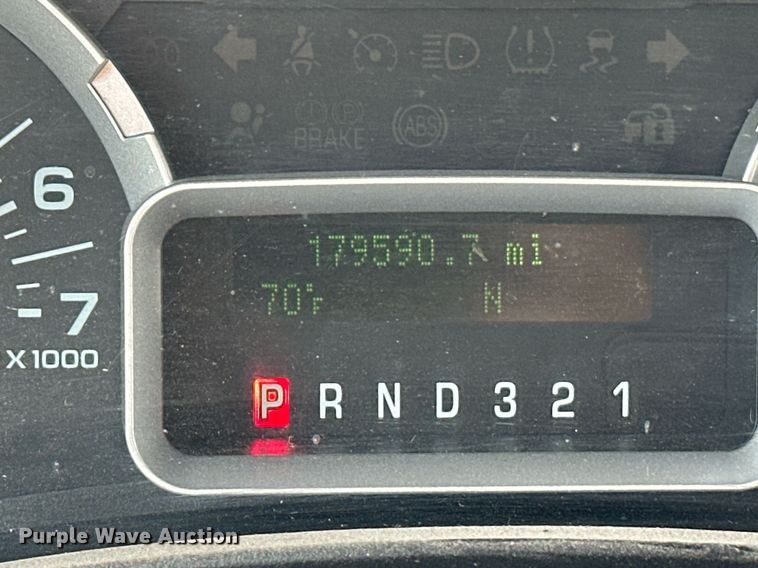 BRAKE
ABS
6
7
X1000
179590.7 mi
70°F N
P R N D 3 2 1
Purple Wave Auction